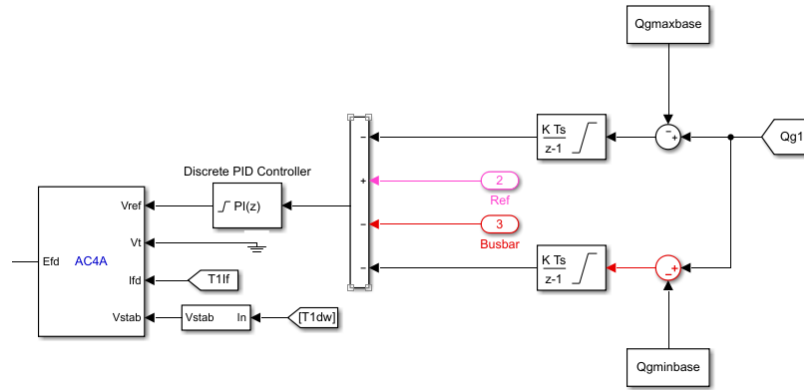 Qgmaxbase
K Ts
z-1
- +
Qg1
Discrete PID Controller
-
+
-
-
2
Ref
3
Busbar
PI(z)
Vref
Vt
Efd
AC4A
Ifd
T1If
Vstab
Vstab
In
[T1dw]
K Ts
z-1
- +
Qgminbase